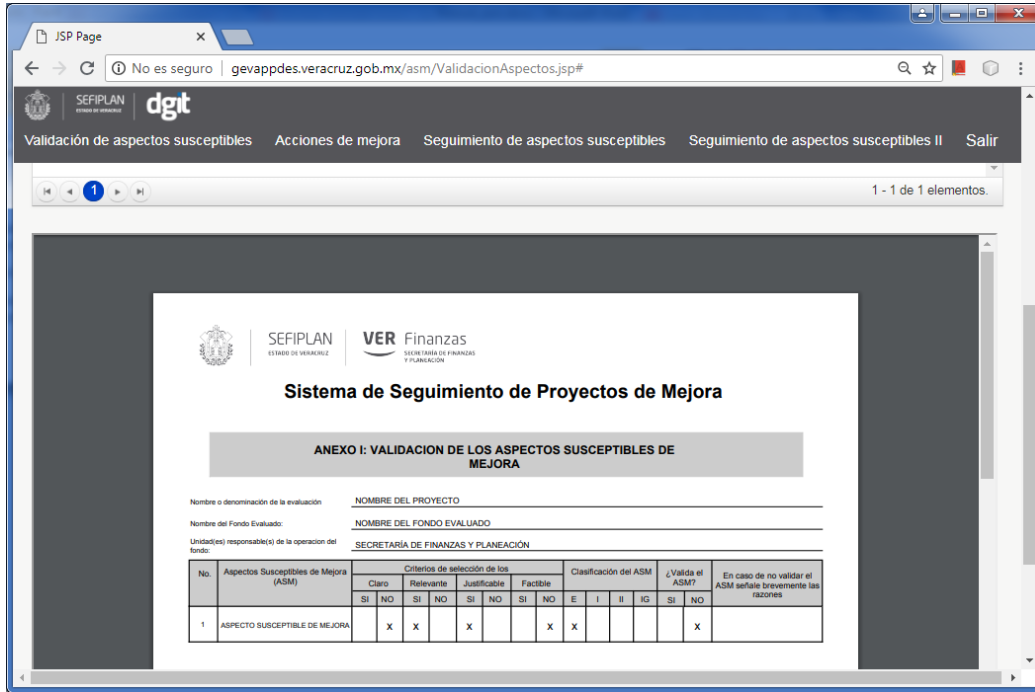 JSP Page
No es seguro | gevappdes.veracruz.gob.mx/asm/ValidacionAspectos.jsp#
SEFIPLAN dgit
ESTADO DE VERACRUZ
Validación de aspectos susceptibles Acciones de mejora Seguimiento de aspectos susceptibles Seguimiento de aspectos susceptibles II Salir
1 1 - 1 de 1 elementos.
SEFIPLAN VER Finanzas
ESTADO DE VERACRUZ SECRETARÍA DE FINANZAS
Y PLANEACIÓN
Sistema de Seguimiento de Proyectos de Mejora
ANEXO I: VALIDACION DE LOS ASPECTOS SUSCEPTIBLES DE
MEJORA
Nombre o denominación de la evaluación NOMBRE DEL PROYECTO
Nombre del Fondo Evaluado: NOMBRE DEL FONDO EVALUADO
Unidad(es) responsable(s) de la operacion del
fondo: SECRETARÍA DE FINANZAS Y PLANEACIÓN
No. Aspectos Susceptibles de Mejora
(ASM) Criterios de selección de los Clasificación del ASM ¿Valida el
ASM? En caso de no validar el
ASM señale brevemente las
razones
Claro Relevante Justificable Factible
SI NO SI NO SI NO SI NO E I II IG SI NO
1 ASPECTO SUSCEPTIBLE DE MEJORA X X X X X X